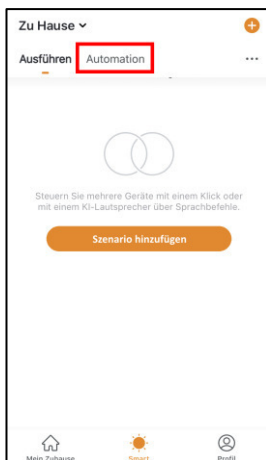 Zu Hause
Ausführen Automation
Steuern Sie mehrere Geräte mit einem Klick oder
mit einem KI-Lautsprecher über Sprachbefehle.
Szenario hinzufügen
Mein Zuhause Smart Profil